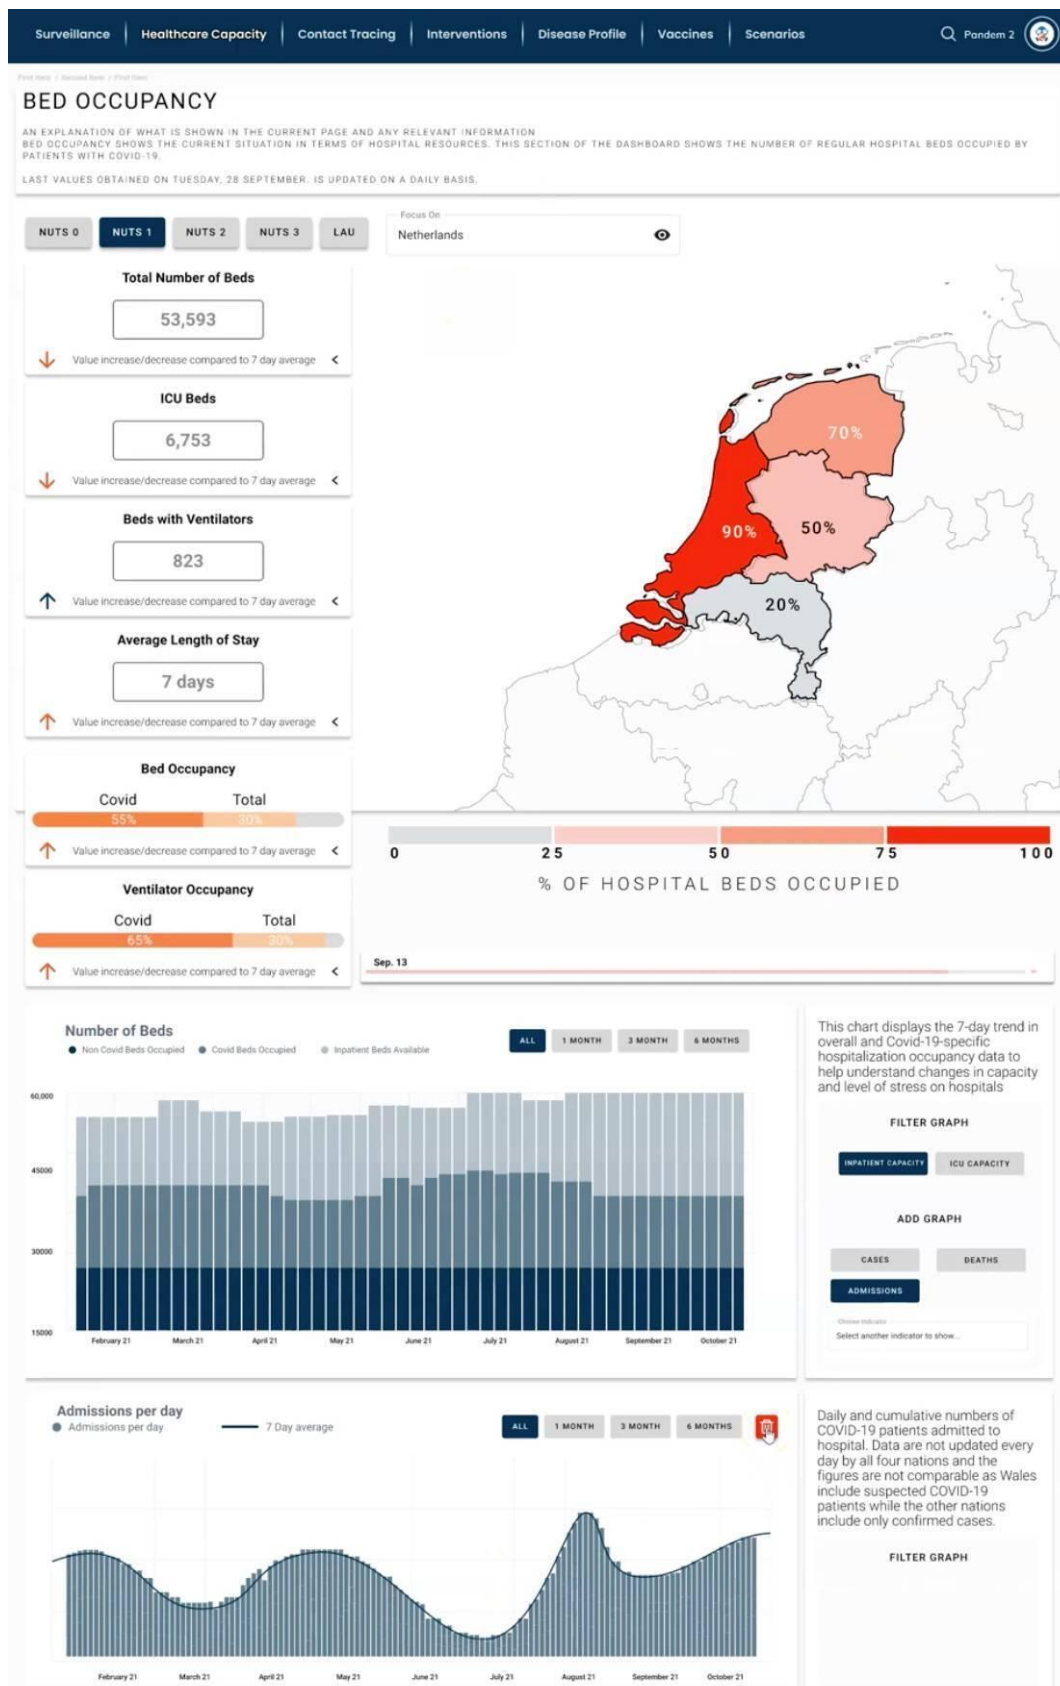 Surveillance
Healthcare Capacity
Contact Tracing
Interventions
Disease Profile
Vaccines
Scenarios
Pandem 2
First Item / Second Item / First Item
BED OCCUPANCY
AN EXPLANATION OF WHAT IS SHOWN IN THE CURRENT PAGE AND ANY RELEVANT INFORMATION
BED OCCUPANCY SHOWS THE CURRENT SITUATION IN TERMS OF HOSPITAL RESOURCES. THIS SECTION OF THE DASHBOARD SHOWS THE NUMBER OF REGULAR HOSPITAL BEDS OCCUPIED BY
PATIENTS WITH COVID-19.
LAST VALUES OBTAINED ON TUESDAY, 28 SEPTEMBER. IS UPDATED ON A DAILY BASIS.
NUTS 0
NUTS 1
NUTS 2
NUTS 3
LAU
Focus On
Netherlands
Total Number of Beds
53,593
Value increase/decrease compared to 7 day average
ICU Beds
6,753
Value increase/decrease compared to 7 day average
Beds with Ventilators
823
Value increase/decrease compared to 7 day average
Average Length of Stay
7 days
Value increase/decrease compared to 7 day average
Bed Occupancy
Covid Total
55% 30%
Value increase/decrease compared to 7 day average
Ventilator Occupancy
Covid Total
65% 30%
Value increase/decrease compared to 7 day average
70%
90%
50%
20%
0 25 50 75 100
% OF HOSPITAL BEDS OCCUPIED
Sep. 13
Number of Beds
Non Covid Beds Occupied
Covid Beds Occupied
Inpatient Beds Available
ALL
1 MONTH
3 MONTH
6 MONTHS
60,000
45000
30000
15000
February 21 March 21 April 21 May 21 June 21 July 21 August 21 September 21 October 21
This chart displays the 7-day trend in
overall and Covid-19-specific
hospitalization occupancy data to
help understand changes in capacity
and level of stress on hospitals
FILTER GRAPH
INPATIENT CAPACITY
ICU CAPACITY
ADD GRAPH
CASES
DEATHS
ADMISSIONS
Choose Indicator
Select another indicator to show...
Admissions per day
Admissions per day
7 Day average
ALL
1 MONTH
3 MONTH
6 MONTHS
February 21 March 21 April 21 May 21 June 21 July 21 August 21 September 21 October 21
Daily and cumulative numbers of
COVID-19 patients admitted to
hospital. Data are not updated every
day by all four nations and the
figures are not comparable as Wales
include suspected COVID-19
patients while the other nations
include only confirmed cases.
FILTER GRAPH